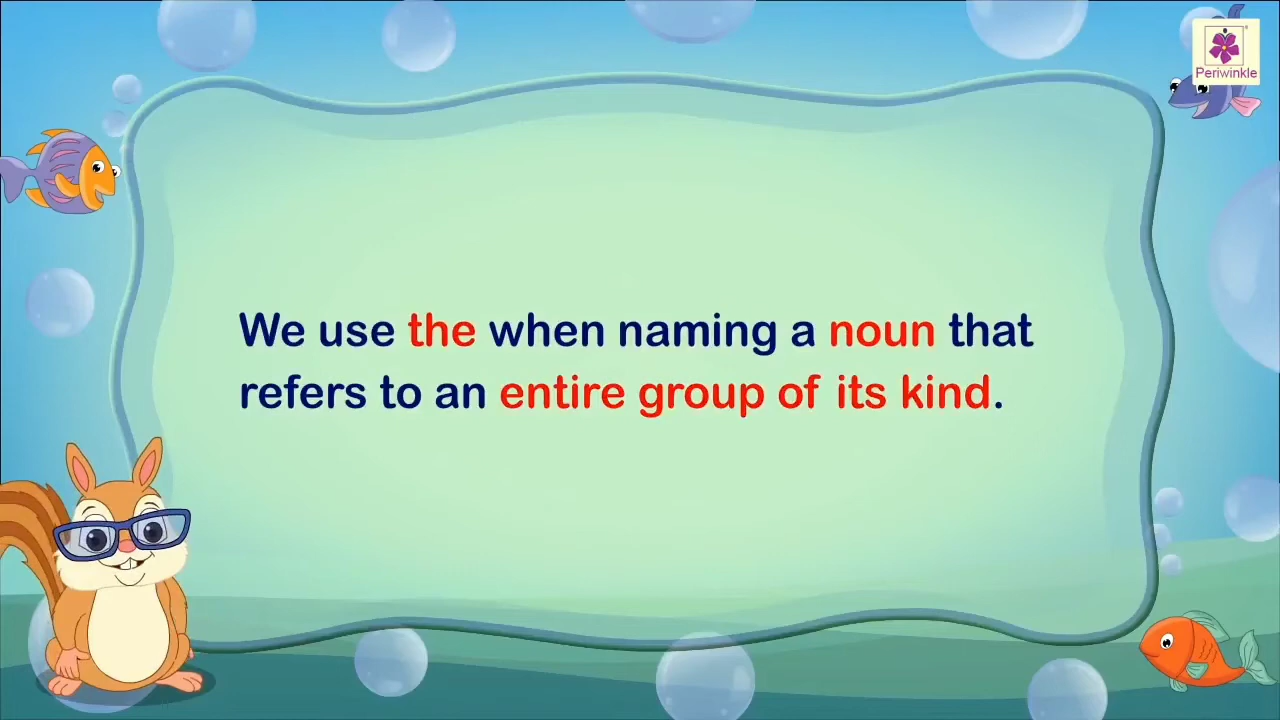 Periwinkle
We use the when naming a noun that
refers to an entire group of its kind.